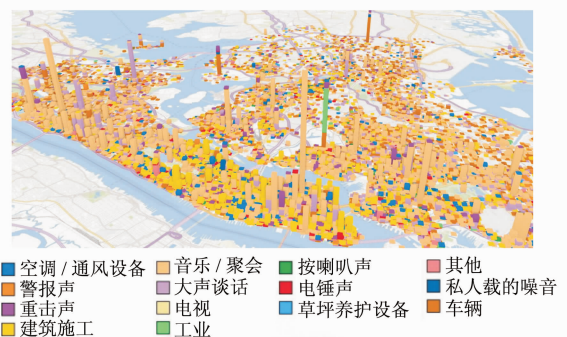 空调/通风设备 音乐/聚会 按喇叭声 其他
警报声 大声谈话 电锤声 私人载的噪音
重击声 电视 草坪养护设备 车辆
建筑施工 工业